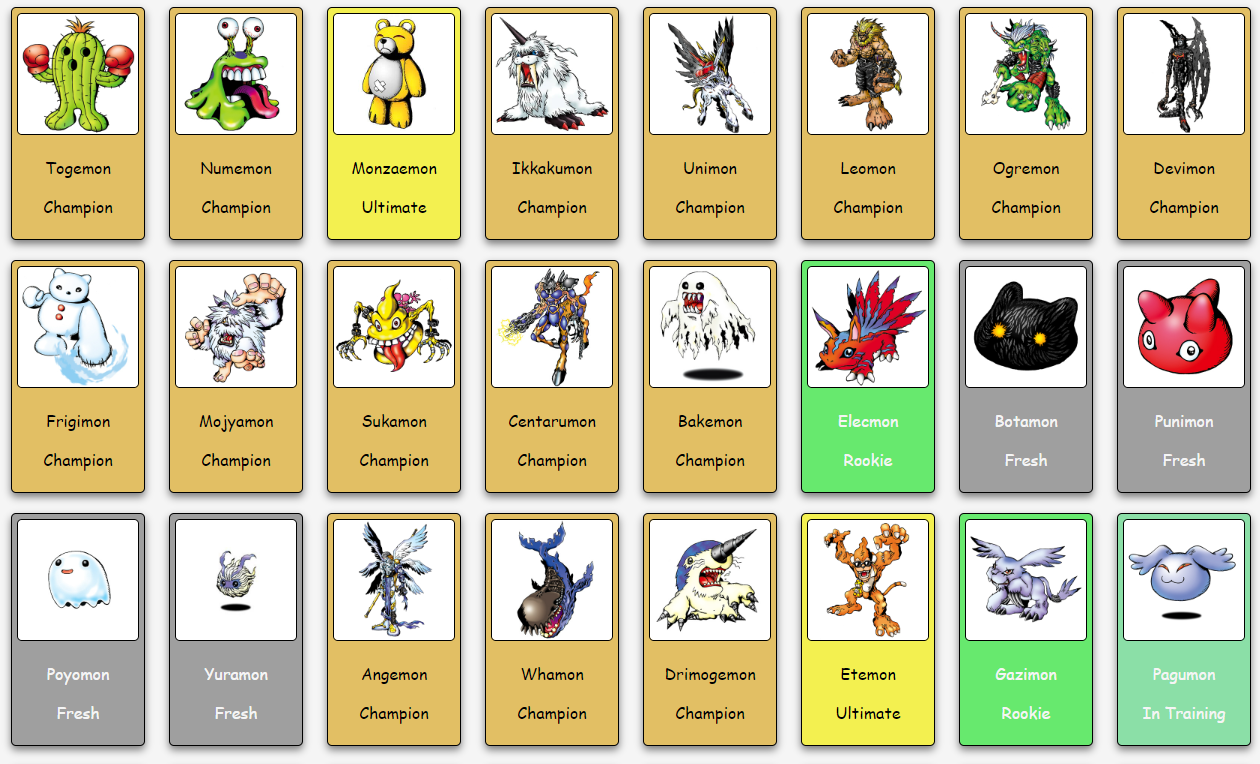 Togemon
Champion
Numemon
Champion
Monzaemon
Ultimate
Ikkakumon
Champion
Unimon
Champion
Leomon
Champion
Ogremon
Champion
Devimon
Champion
Frigimon
Champion
Mojyamon
Champion
Sukamon
Champion
Centarumon
Champion
Bakemon
Champion
Elecmon
Rookie
Botamon
Fresh
Punimon
Fresh
Poyomon
Fresh
Yuramon
Fresh
Angemon
Champion
Whamon
Champion
Drimogemon
Champion
Etemon
Ultimate
Gazimon
Rookie
Pagumon
In Training